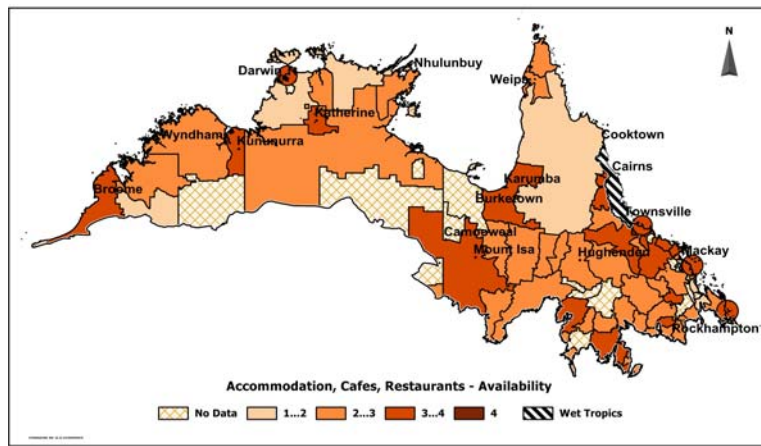 N
Darwin
Nhulunbuy
Weipa
Katherine
Wyndham
Kununurra
Cooktown
Cairns
Karumba
Broome
Burketown
Townsville
Camooweal
Mackay
Mount Isa
Hughenden
Rockhampton
Accommodation, Cafes, Restaurants - Availability
No Data 1...2 2...3 3...4 4 Wet Tropics